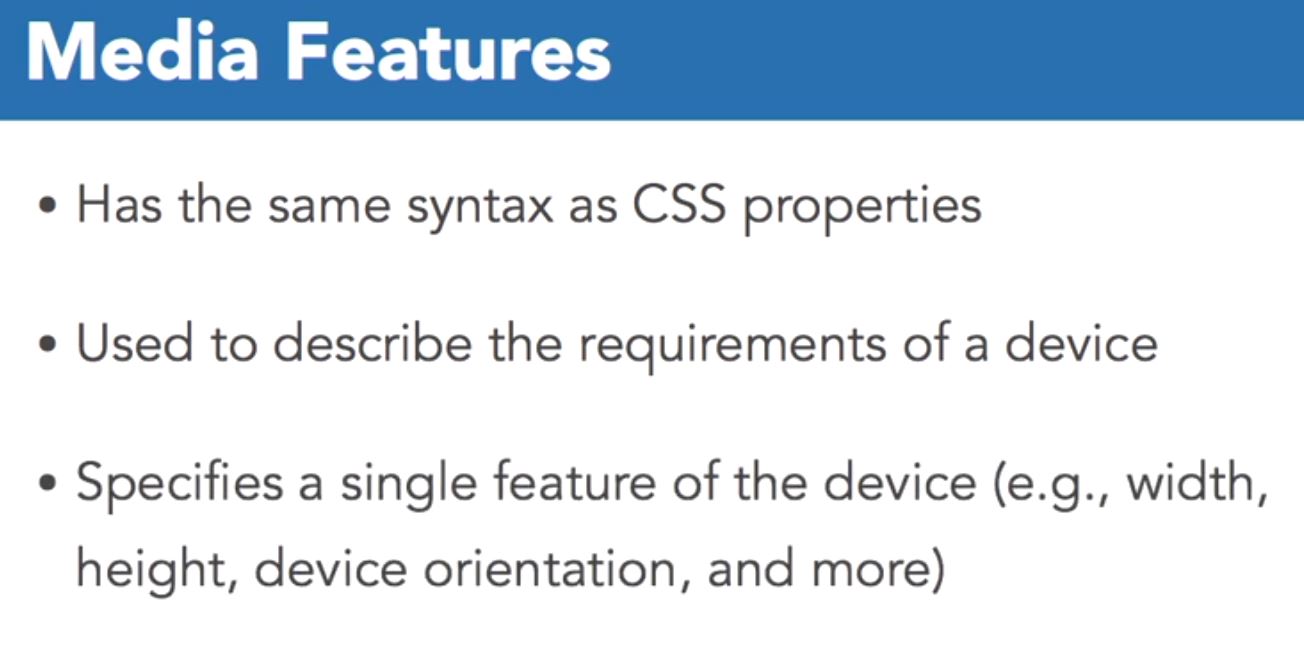 Media Features
• Has the same syntax as CSS properties
• Used to describe the requirements of a device
• Specifies a single feature of the device (e.g., width,
height, device orientation, and more)